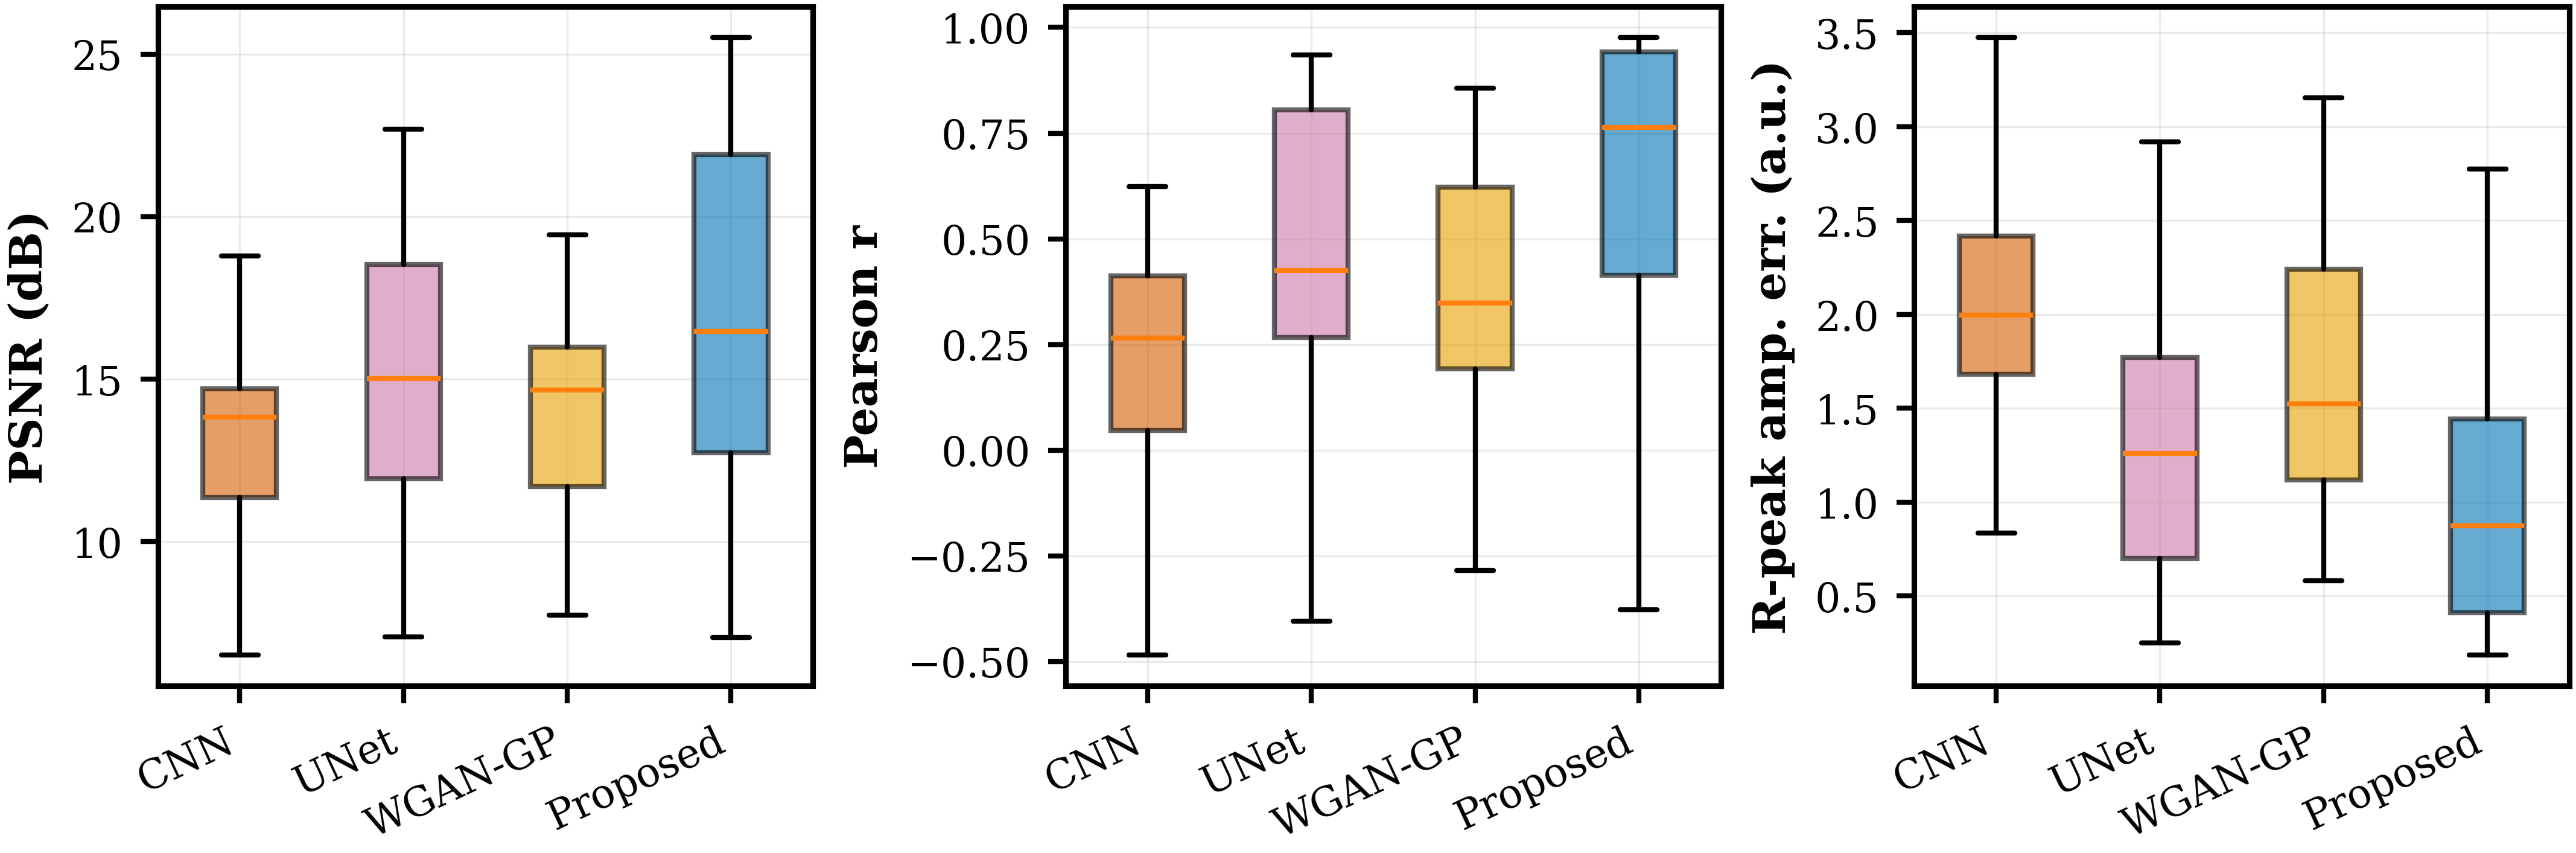 PSNR (dB)
25
20
15
10
CNN
UNet
WGAN-GP
Proposed
Pearson r
1.00
0.75
0.50
0.25
0.00
−0.25
−0.50
CNN
UNet
WGAN-GP
Proposed
R-peak amp. err. (a.u.)
3.5
3.0
2.5
2.0
1.5
1.0
0.5
CNN
UNet
WGAN-GP
Proposed